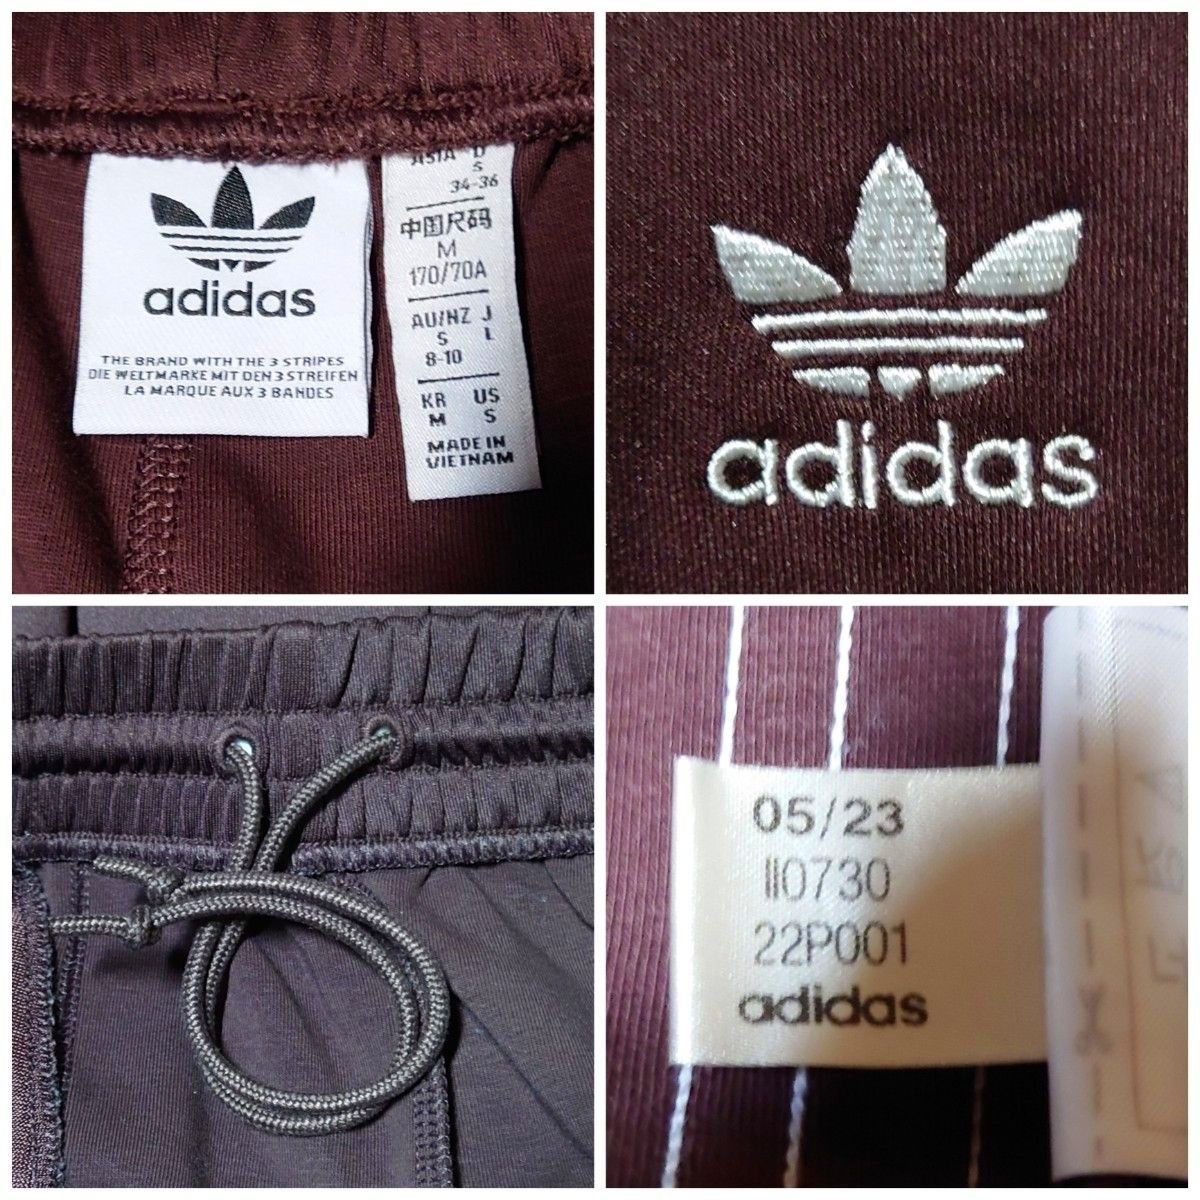 adidas
THE BRAND WITH THE 3 STRIPES
DIE WELTMARKE MIT DEN 3 STREIFEN
LA MARQUE AUX 3 BANDES
ASIA D
S
34-36
中国尺码
M
170/70A
AU/NZ J
S L
8-10
KR US
M S
MADE IN
VIETNAM
adidas
05/23
II0730
22P001
adidas